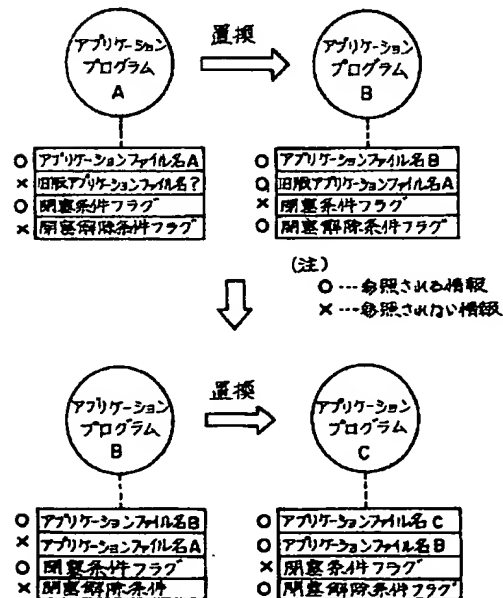 アプリケーション
プログラム
A
置換
アプリケーション
プログラム
B
○ アプリケーションファイル名A
× 旧版アプリケーションファイル名?
○ 閉塞条件フラグ
× 閉塞解除条件フラグ
○ アプリケーションファイル名B
○ 旧版アプリケーションファイル名A
× 閉塞条件フラグ
○ 閉塞解除条件フラグ
(注)
○ --- 参照される情報
× --- 参照されない情報
アプリケーション
プログラム
B
置換
アプリケーション
プログラム
C
○ アプリケーションファイル名B
× アプリケーションファイル名A
○ 閉塞条件フラグ
× 閉塞解除条件
○ アプリケーションファイル名C
○ アプリケーションファイル名B
× 閉塞条件フラグ
○ 閉塞解除条件フラグ